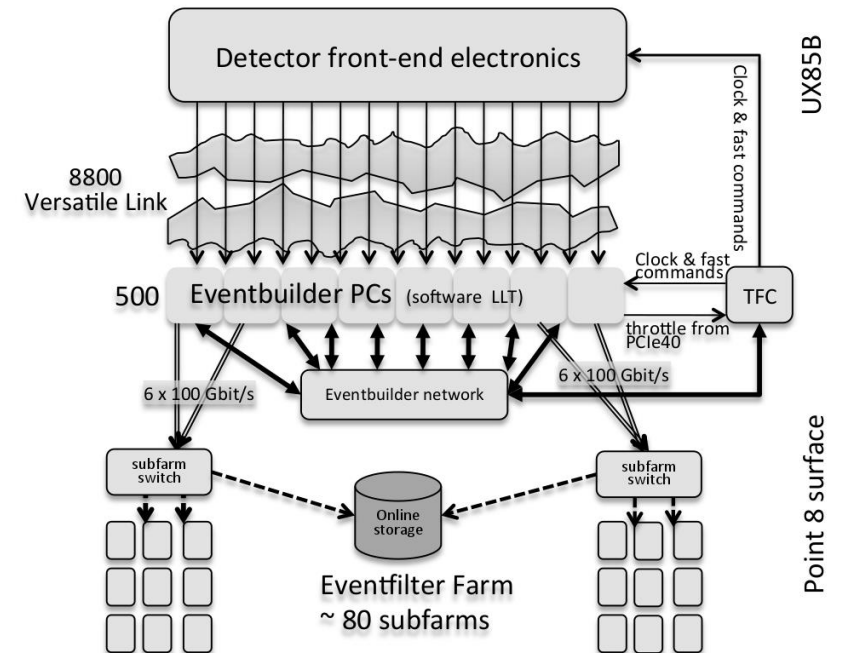 Detector front-end electronics
UX85B
Clock & fast commands
8800
Versatile Link
Clock & fast
commands
500
Eventbuilder PCs (software LLT)
TFC
throttle from
PCIe40
6 x 100 Gbit/s
Eventbuilder network
6 x 100 Gbit/s
subfarm
switch
subfarm
switch
Online
storage
Point 8 surface
Eventfilter Farm
~ 80 subfarms